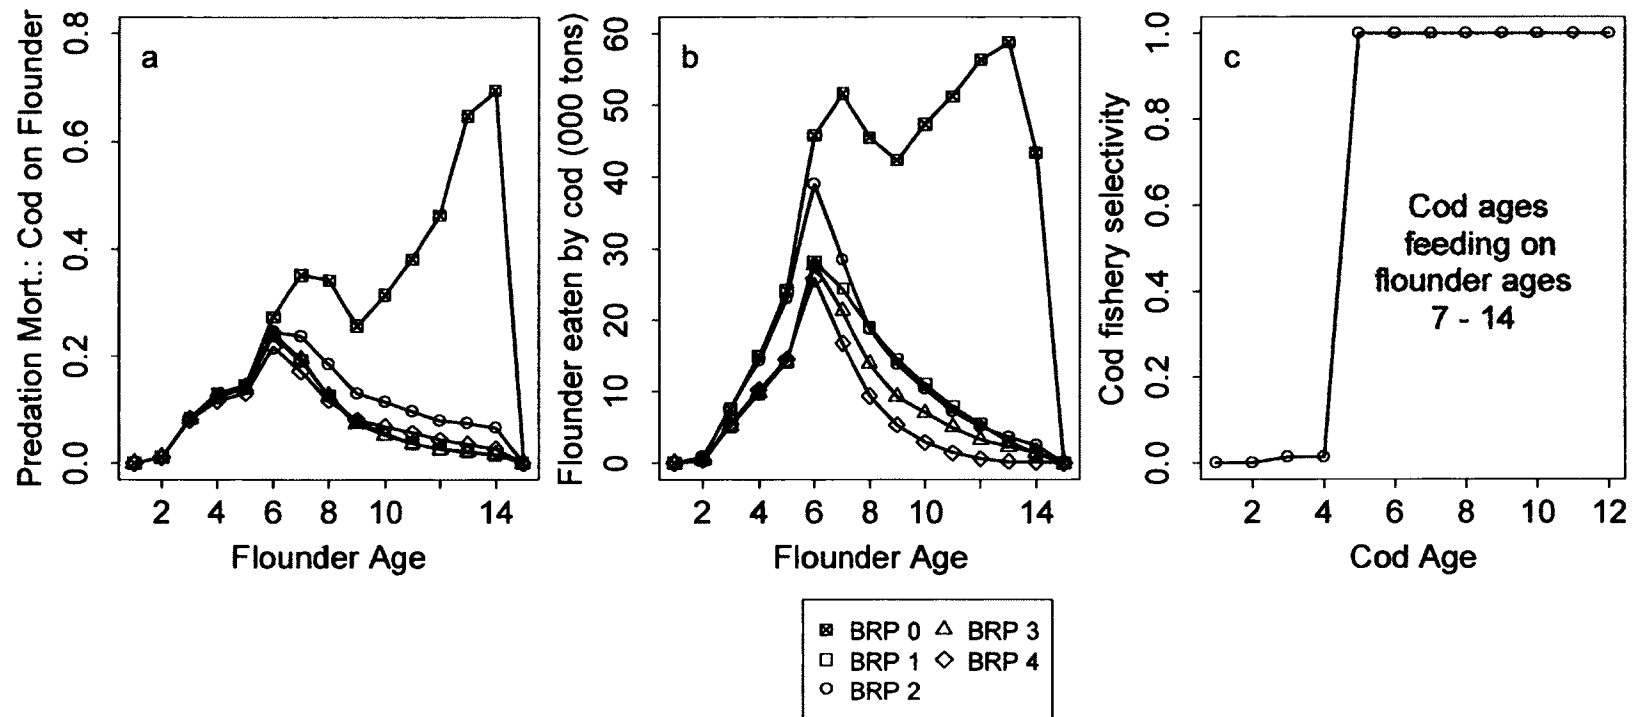 Predation Mort.: Cod on Flounder
0.0 0.2 0.4 0.6 0.8
a
2 4 6 8 10 14
Flounder Age
Flounder eaten by cod (000 tons)
0 10 20 30 40 50 60
b
2 4 6 8 10 14
Flounder Age
Cod fishery selectivity
0.0 0.2 0.4 0.6 0.8 1.0
c
Cod ages
feeding on
flounder ages
7 - 14
2 4 6 8 10 12
Cod Age
BRP 0 BRP 3
BRP 1 BRP 4
BRP 2